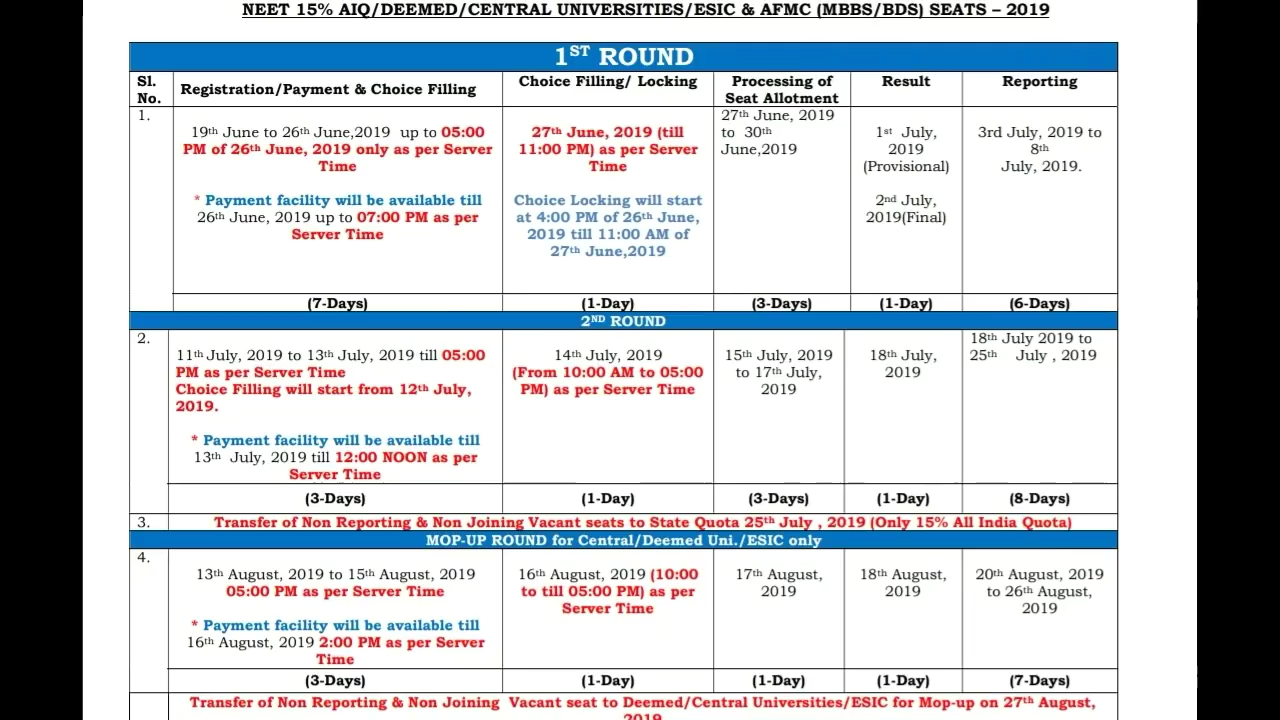 NEET 15% AIQ/DEEMED/CENTRAL UNIVERSITIES/ESIC & AFMC (MBBS/BDS) SEATS – 2019
1ST ROUND
Sl.
No.
Registration/Payment & Choice Filling
Choice Filling/ Locking
Processing of
Seat Allotment
Result
Reporting
1.
19th June to 26th June,2019 up to 05:00
PM of 26th June, 2019 only as per Server
Time
* Payment facility will be available till
26th June, 2019 up to 07:00 PM as per
Server Time
27th June, 2019 (till
11:00 PM) as per Server
Time
Choice Locking will start
at 4:00 PM of 26th June,
2019 till 11:00 AM of
27th June,2019
27th June, 2019
to 30th
June,2019
1st July,
2019
(Provisional)
2nd July,
2019(Final)
3rd July, 2019 to
8th
July, 2019.
(7-Days)
(1-Day)
(3-Days)
(1-Day)
(6-Days)
2ND ROUND
2.
11th July, 2019 to 13th July, 2019 till 05:00
PM as per Server Time
Choice Filling will start from 12th July,
2019.
* Payment facility will be available till
13th July, 2019 till 12:00 NOON as per
Server Time
14th July, 2019
(From 10:00 AM to 05:00
PM) as per Server Time
15th July, 2019
to 17th July,
2019
18th July,
2019
18th July 2019 to
25th July , 2019
(3-Days)
(1-Day)
(3-Days)
(1-Day)
(8-Days)
3.
Transfer of Non Reporting & Non Joining Vacant seats to State Quota 25th July , 2019 (Only 15% All India Quota)
MOP-UP ROUND for Central/Deemed Uni./ESIC only
4.
13th August, 2019 to 15th August, 2019
05:00 PM as per Server Time
* Payment facility will be available till
16th August, 2019 2:00 PM as per Server
Time
16th August, 2019 (10:00
to till 05:00 PM) as per
Server Time
17th August,
2019
18th August,
2019
20th August, 2019
to 26th August,
2019
(3-Days)
(1-Day)
(1-Day)
(1-Day)
(7-Days)
Transfer of Non Reporting & Non Joining Vacant seat to Deemed/Central Universities/ESIC for Mop-up on 27th August,
2019